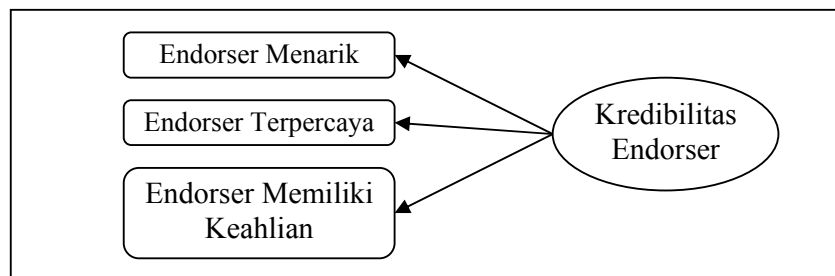 Endorser Menarik
Endorser Terpercaya
Endorser Memiliki
Keahlian
Kredibilitas
Endorser